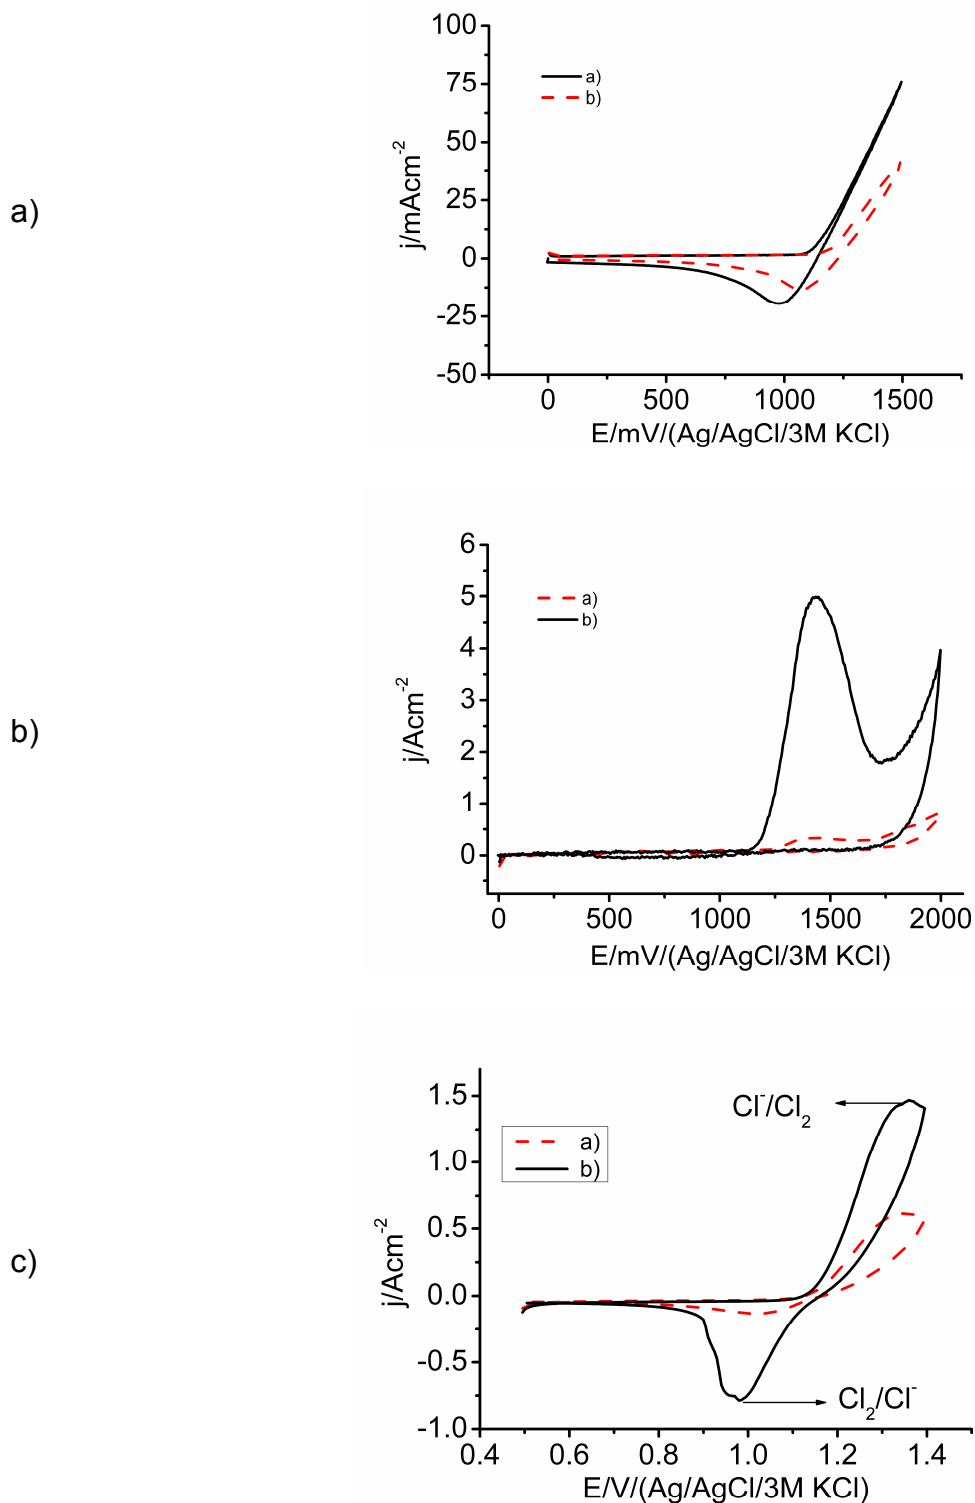 a)
100
75
50
25
0
-25
-50
j/mAcm⁻²
a)
b)
0 500 1000 1500
E/mV/(Ag/AgCl/3M KCl)
b)
6
5
4
3
2
1
0
j/Acm⁻²
a)
b)
0 500 1000 1500 2000
E/mV/(Ag/AgCl/3M KCl)
c)
1.5
1.0
0.5
0.0
-0.5
-1.0
j/Acm⁻²
a)
b)
Cl⁻/Cl₂
Cl₂/Cl⁻
0.4 0.6 0.8 1.0 1.2 1.4
E/V/(Ag/AgCl/3M KCl)